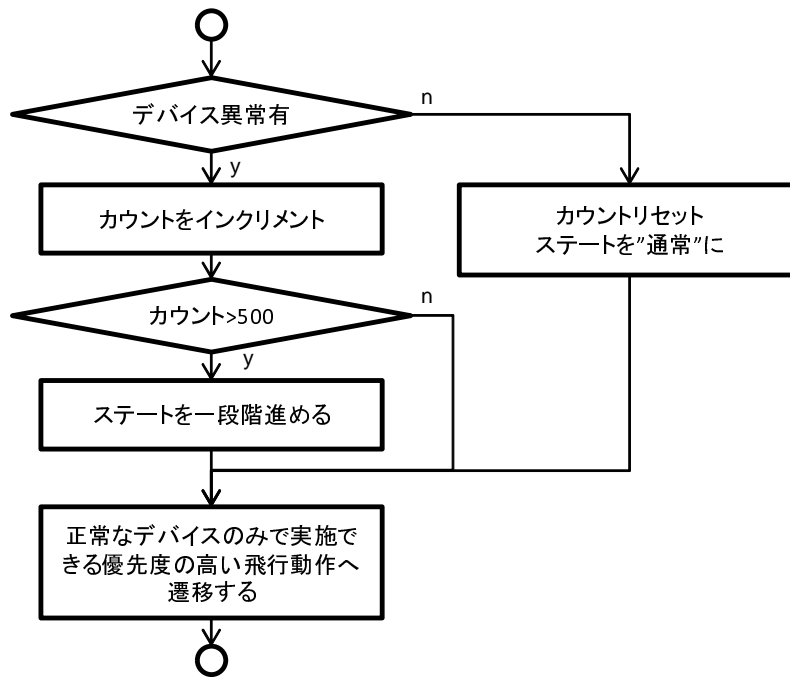 デバイス異常有
n
y
カウントをインクリメント
カウントリセット
ステートを”通常”に
カウント>500
n
y
ステートを一段階進める
正常なデバイスのみで実施で
きる優先度の高い飛行動作へ
遷移する